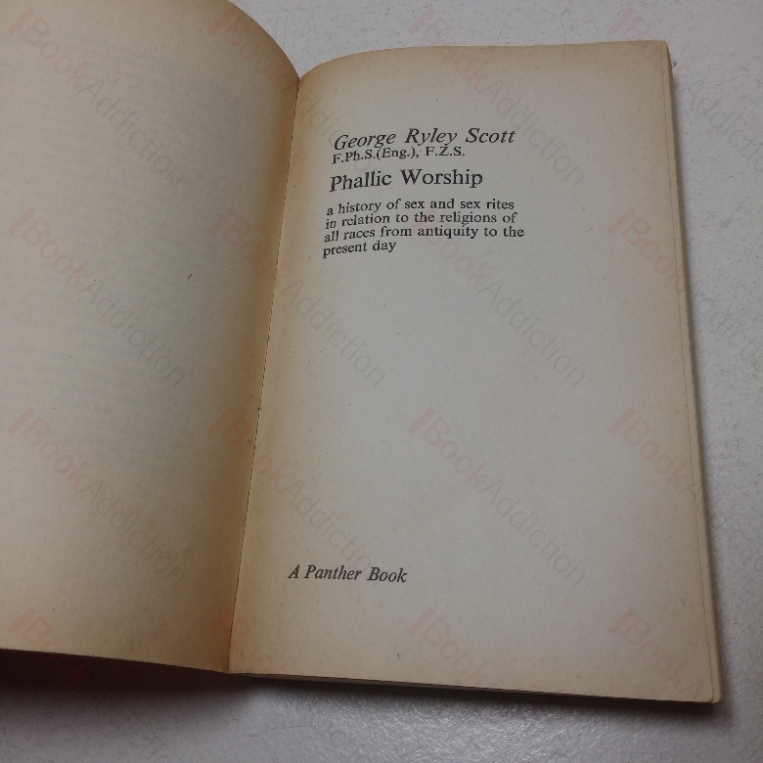 George Ryley Scott
F.Ph.S.(Eng.), F.Z.S.
Phallic Worship
a history of sex and sex rites
in relation to the religions of
all races from antiquity to the
present day
A Panther Book
BookAddiction